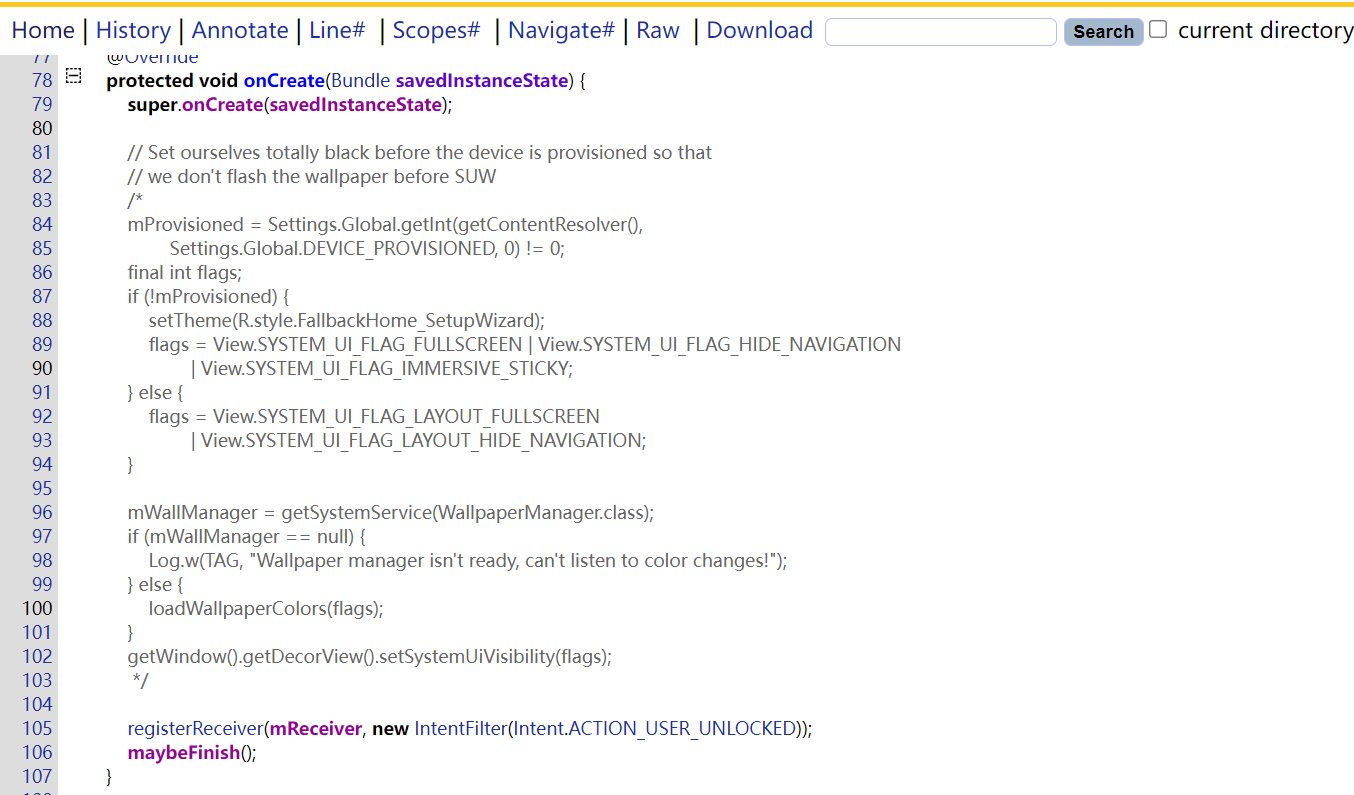 Home | History | Annotate | Line# | Scopes# | Navigate# | Raw | Download Search current directory
77 @Override
78 protected void onCreate(Bundle savedInstanceState) {
79 super.onCreate(savedInstanceState);
80
81 // Set ourselves totally black before the device is provisioned so that
82 // we don't flash the wallpaper before SUW
83 /*
84 mProvisioned = Settings.Global.getInt(getContentResolver(),
85 Settings.Global.DEVICE_PROVISIONED, 0) != 0;
86 final int flags;
87 if (!mProvisioned) {
88 setTheme(R.style.FallbackHome_SetupWizard);
89 flags = View.SYSTEM_UI_FLAG_FULLSCREEN | View.SYSTEM_UI_FLAG_HIDE_NAVIGATION
90 | View.SYSTEM_UI_FLAG_IMMERSIVE_STICKY;
91 } else {
92 flags = View.SYSTEM_UI_FLAG_LAYOUT_FULLSCREEN
93 | View.SYSTEM_UI_FLAG_LAYOUT_HIDE_NAVIGATION;
94 }
95
96 mWallManager = getSystemService(WallpaperManager.class);
97 if (mWallManager == null) {
98 Log.w(TAG, "Wallpaper manager isn't ready, can't listen to color changes!");
99 } else {
100 loadWallpaperColors(flags);
101 }
102 getWindow().getDecorView().setSystemUiVisibility(flags);
103 */
104
105 registerReceiver(mReceiver, new IntentFilter(Intent.ACTION_USER_UNLOCKED));
106 maybeFinish();
107 }